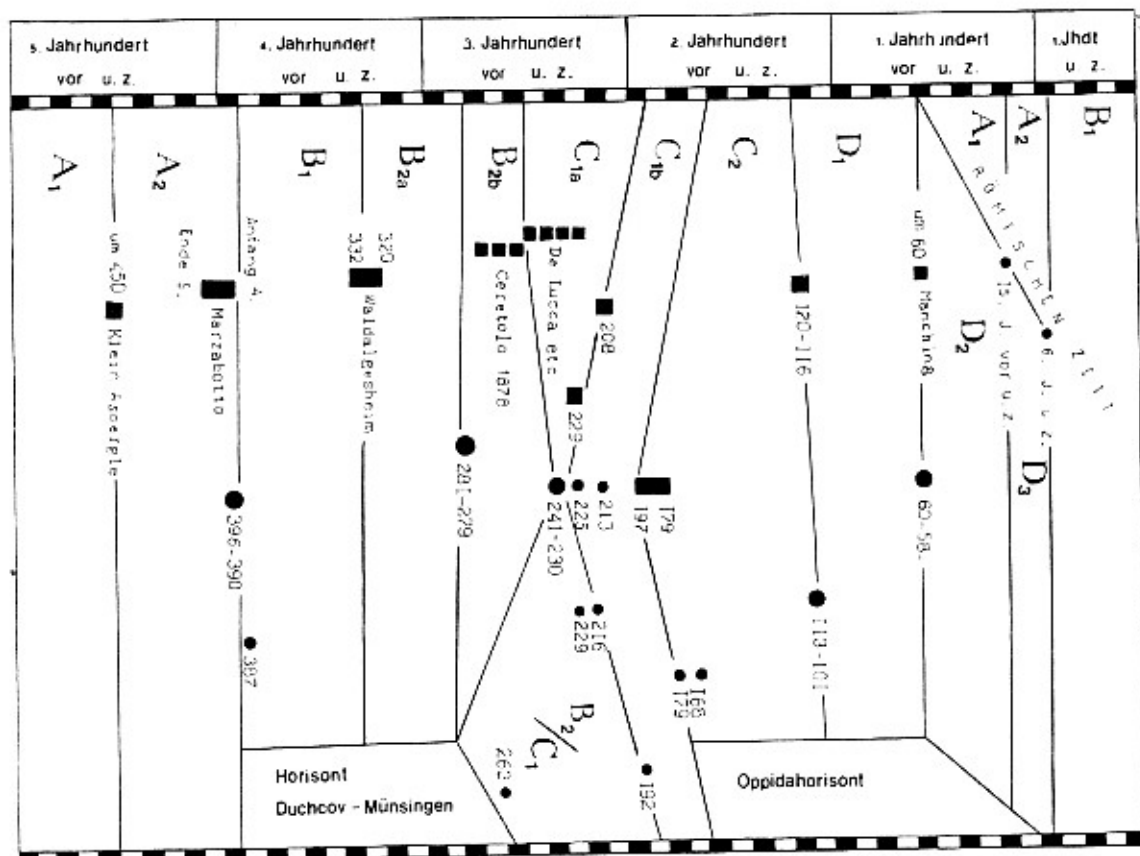 5. Jahrhundert
vor u. z.
4. Jahrhundert
vor u. z.
3. Jahrhundert
vor u. z.
2. Jahrhundert
vor u. z.
1. Jahrhundert
vor u. z.
1. Jhdt
u. z.
A₁
A₂
B₁
B₂ₐ
B₂b
C₁ₐ
C₁b
C₂
D₁
A₁
A₂
B₁
RÖMISCHEN ZEIT
um 450
Klein Aspergle
Ende 5.
Anfang 4.
Marzabotto
332
320
Waldalgesheim
Ceretolo 1878
De Lucca etc
208
229
120-116
um 60
Manching
15. J. vor u. z.
6. J. u. z.
D₂
D₃
396-390
387
281-279
241-230
225
213
197
179
60-58.
229
216
179
168
113-101
B₂/C₁
263
192
Horisont
Duchcov - Münsingen
Oppidahorisont